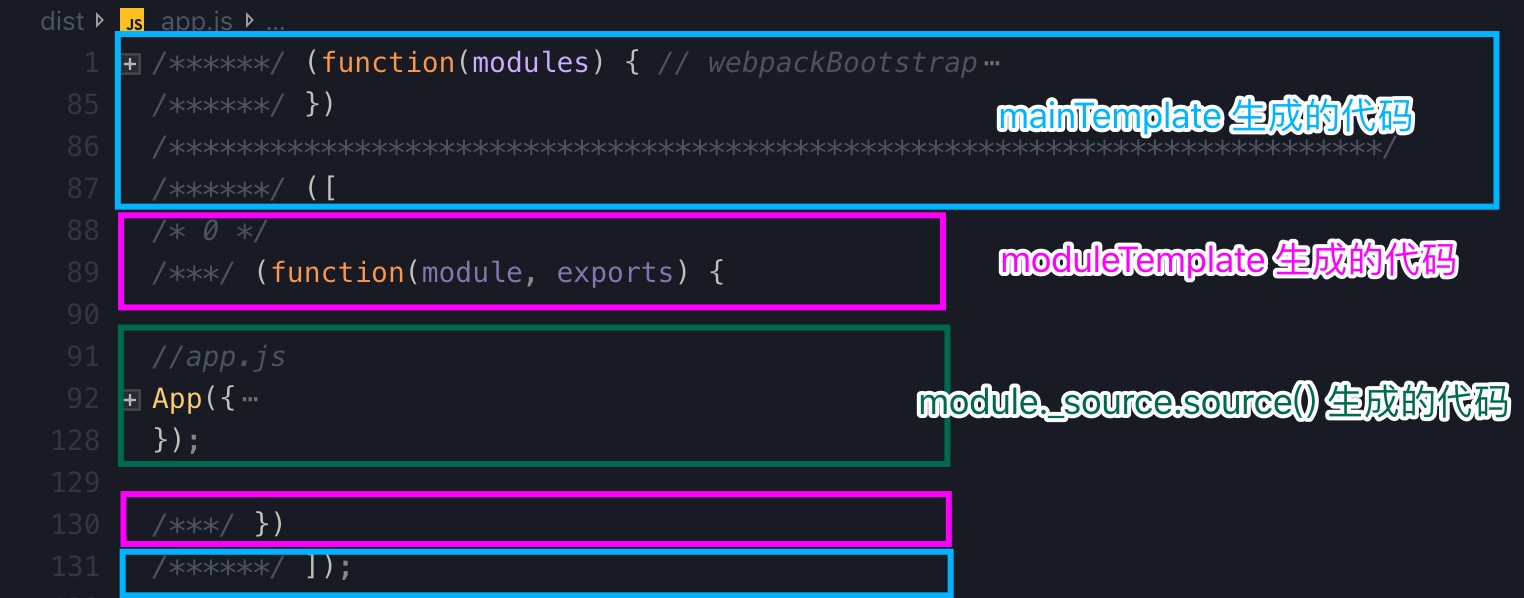 dist JS app.js ...
1 /******/ (function(modules) { // webpackBootstrap ⋯
85 /******/ })
mainTemplate 生成的代码
86 /************************************************************************/
87 /******/ ([
88 /* 0 */
moduleTemplate 生成的代码
89 /***/ (function(module, exports) {
90
91 //app.js
92 App({ ⋯
module._source.source() 生成的代码
128 });
129
130 /***/ })
131 /******/ ]);